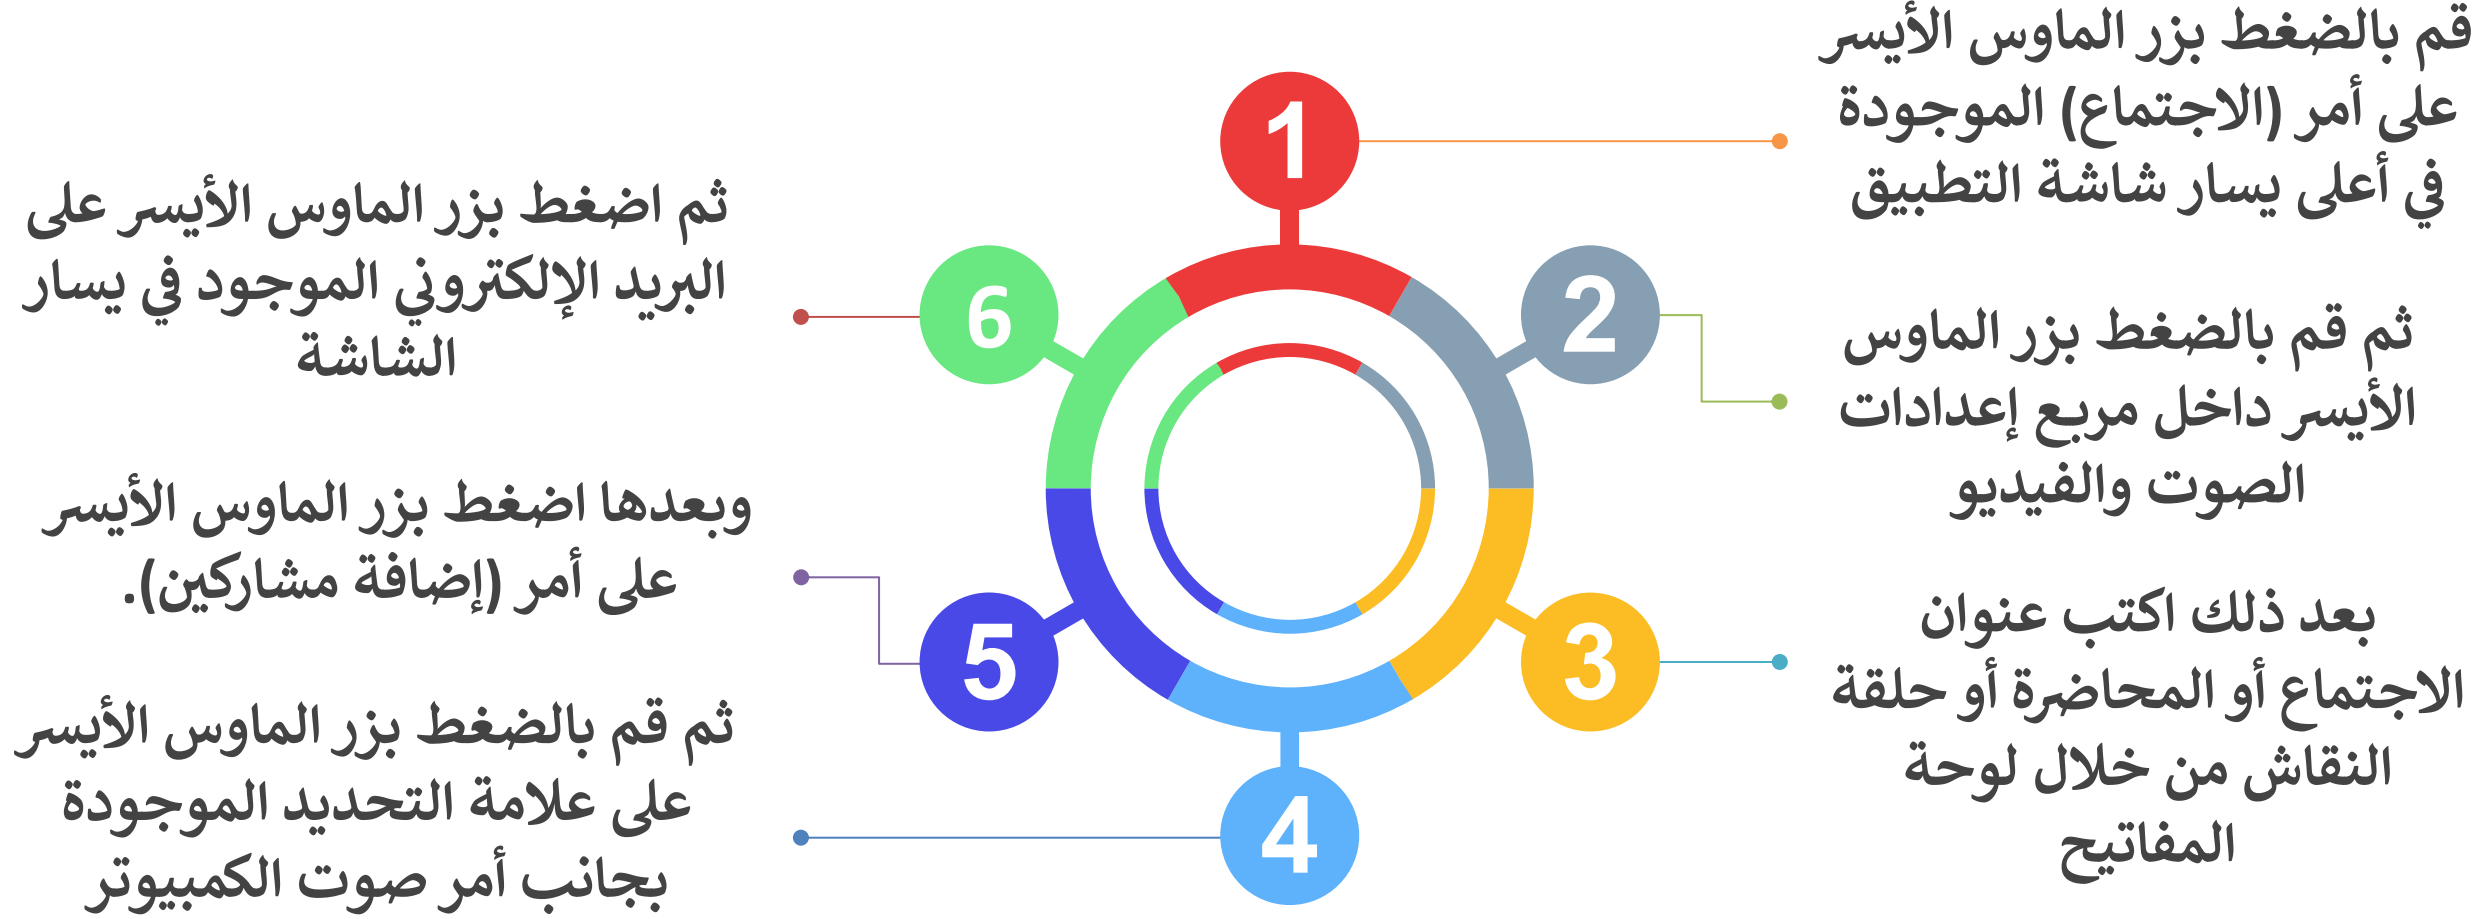 1
قم بالضغط بزر الماوس الأيسر
على أمر (الاجتماع) الموجودة
في أعلى يسار شاشة التطبيق
2
ثم قم بالضغط بزر الماوس
الأيسر داخل مربع إعدادات
الصوت والفيديو
3
بعد ذلك اكتب عنوان
الاجتماع أو المحاضرة أو حلقة
النقاش من خلال لوحة
المفاتيح
4
ثم قم بالضغط بزر الماوس الأيسر
على علامة التحديد الموجودة
بجانب أمر صوت الكمبيوتر
5
وبعدها اضغط بزر الماوس الأيسر
على أمر (إضافة مشاركين).
6
ثم اضغط بزر الماوس الأيسر على
البريد الإلكتروني الموجود في يسار
الشاشة